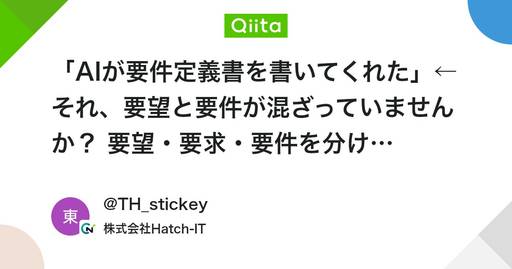 Qiita
「AIが要件定義書を書いてくれた」←
それ、要望と要件が混ざっていません
か？ 要望・要求・要件を分け…
東
@TH_stickey
株式会社Hatch-IT